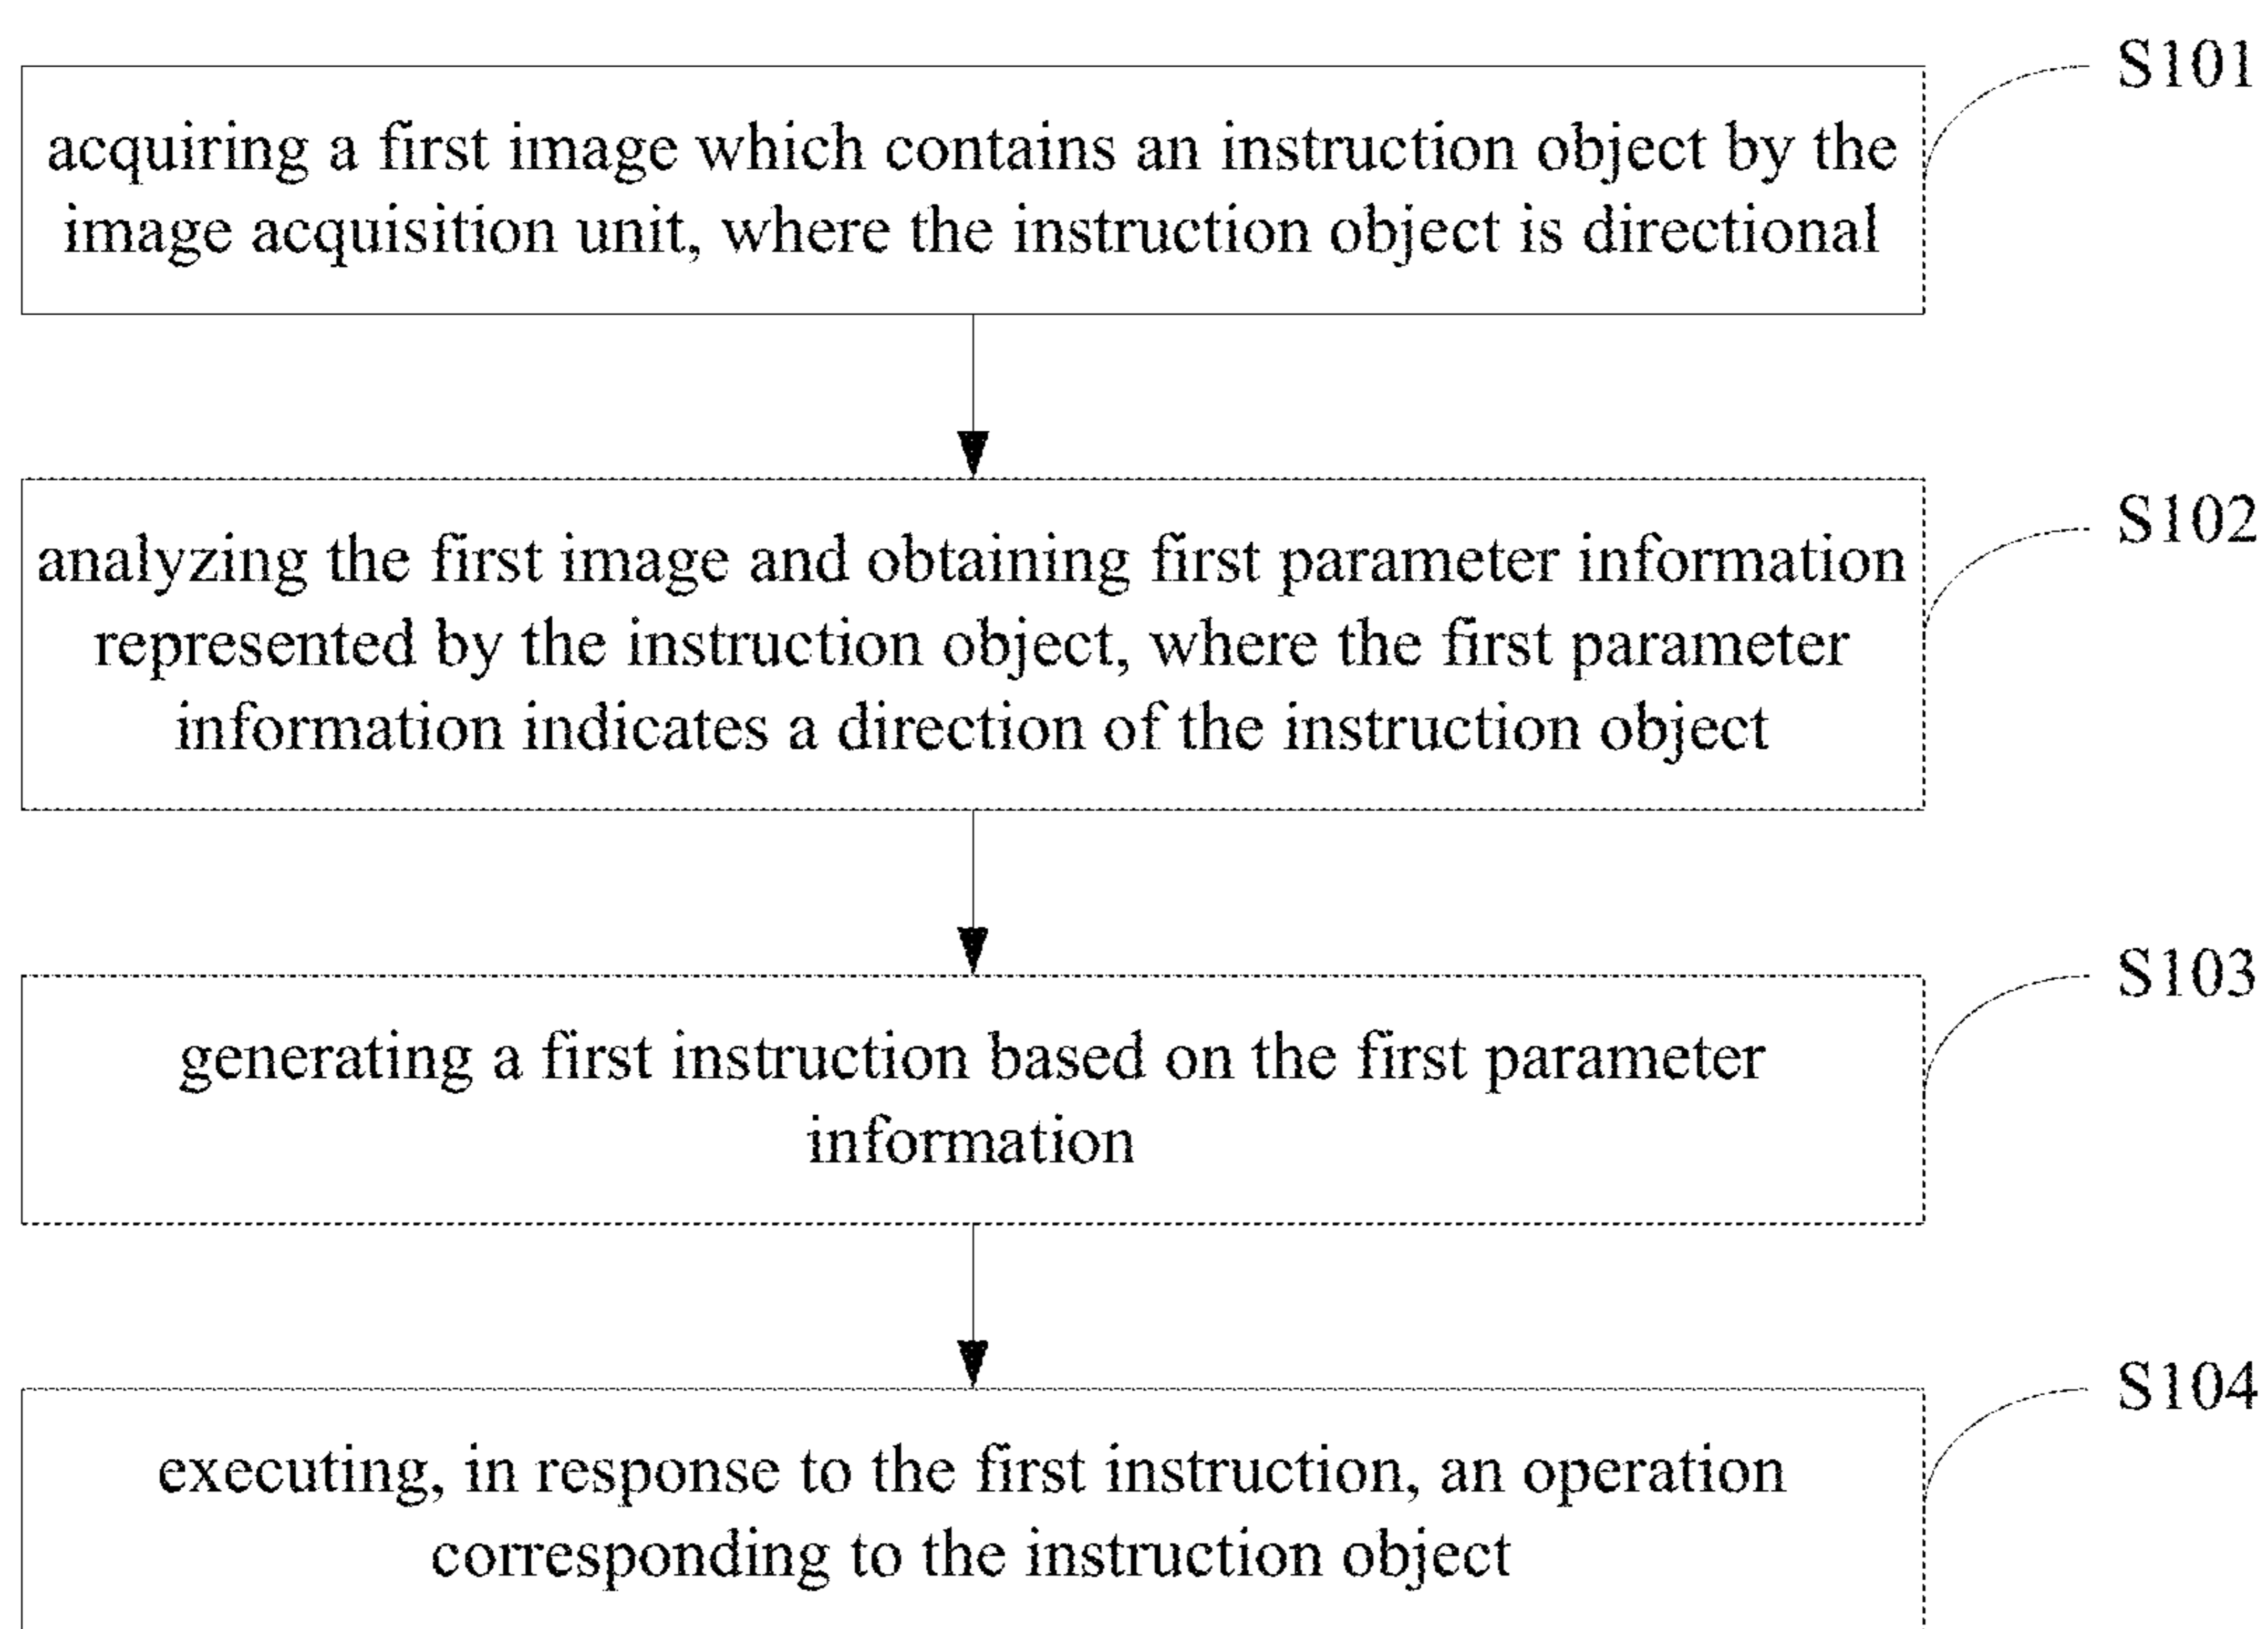 S101
acquiring a first image which contains an instruction object by the
image acquisition unit, where the instruction object is directional
S102
analyzing the first image and obtaining first parameter information
represented by the instruction object, where the first parameter
information indicates a direction of the instruction object
S103
generating a first instruction based on the first parameter
information
S104
executing, in response to the first instruction, an operation
corresponding to the instruction object